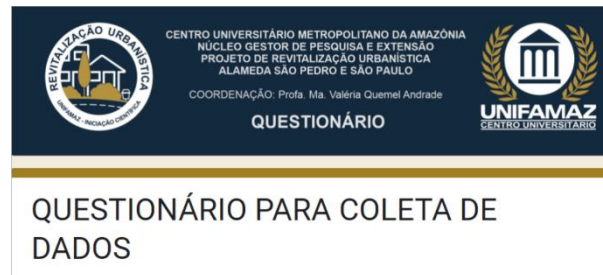 REVITALIZAÇÃO URBANÍSTICA
UNIFAMAZ - INICIAÇÃO CIENTÍFICA
CENTRO UNIVERSITÁRIO METROPOLITANO DA AMAZÔNIA
NÚCLEO GESTOR DE PESQUISA E EXTENSÃO
PROJETO DE REVITALIZAÇÃO URBANÍSTICA
ALAMEDA SÃO PEDRO E SÃO PAULO
COORDENAÇÃO: Profa. Ma. Valéria Quemel Andrade
QUESTIONÁRIO
UNIFAMAZ
CENTRO UNIVERSITÁRIO
QUESTIONÁRIO PARA COLETA DE
DADOS